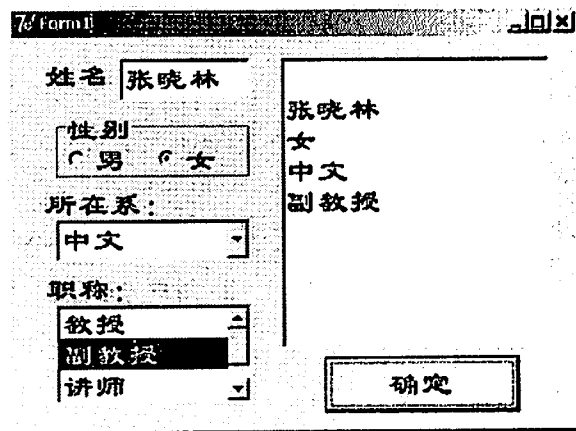 Form1
姓名 张晓林
性别
男 女
所在系：
中文
职称：
教授
副教授
讲师
张晓林
女
中文
副教授
确定